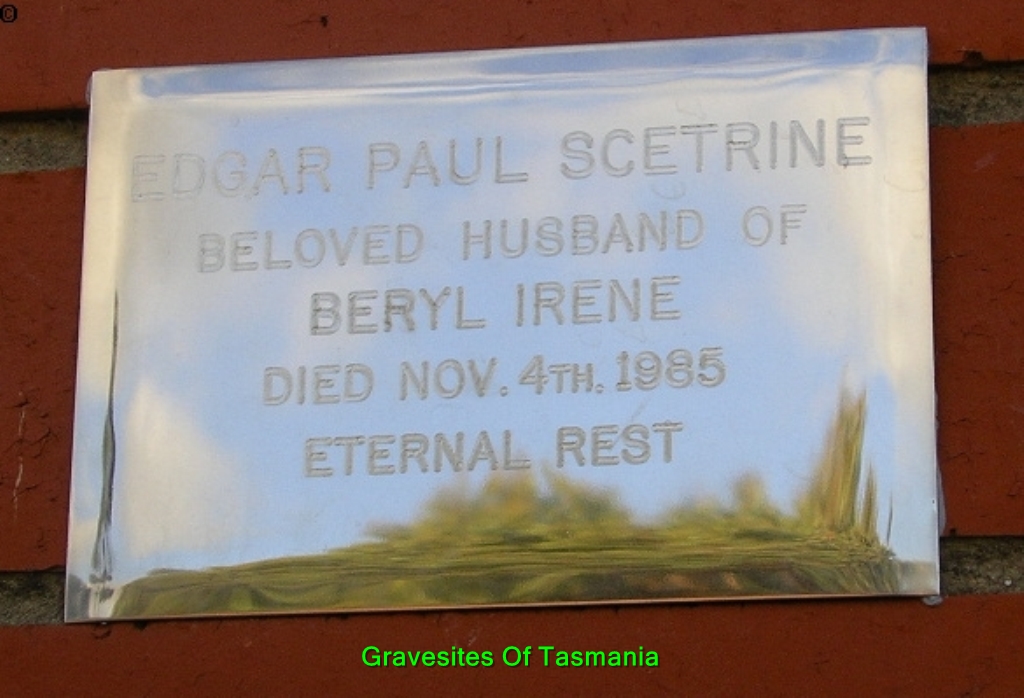 ©
EDGAR PAUL SCETRINE
BELOVED HUSBAND OF
BERYL IRENE
DIED NOV. 4TH. 1985
ETERNAL REST
Gravesites Of Tasmania